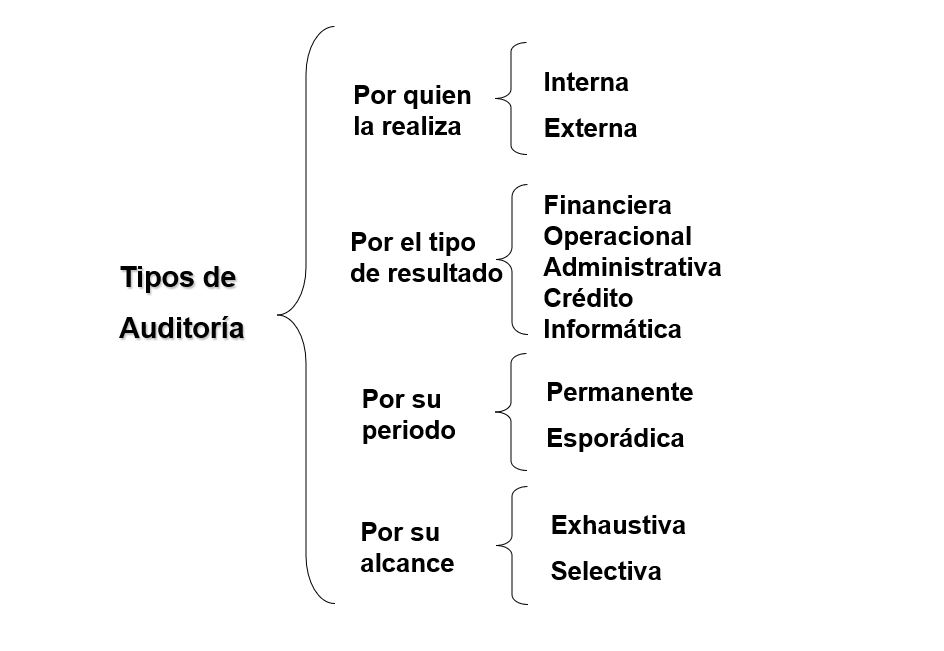 Tipos de
Auditoría
Por quien
la realiza
Interna
Externa
Por el tipo
de resultado
Financiera
Operacional
Administrativa
Crédito
Informática
Por su
periodo
Permanente
Esporádica
Por su
alcance
Exhaustiva
Selectiva